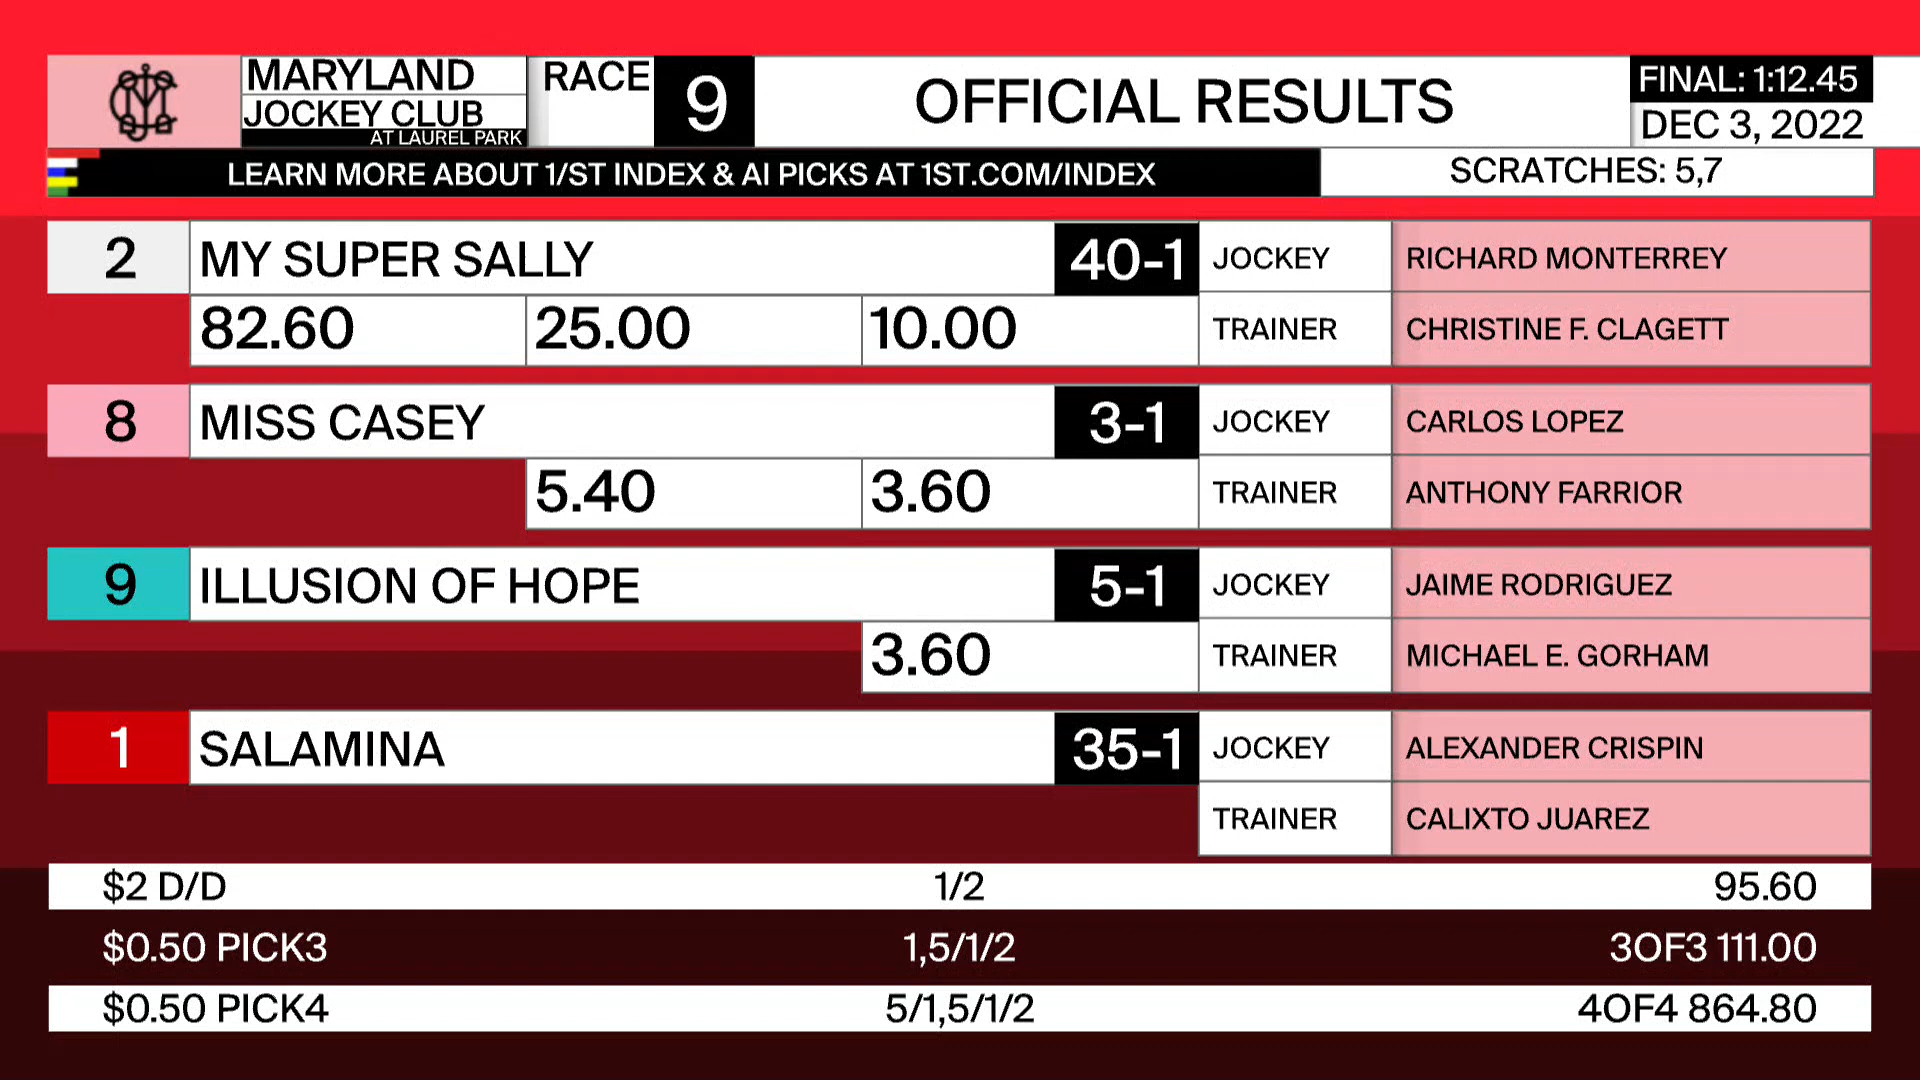 MARYLAND
JOCKEY CLUB
AT LAUREL PARK
RACE 9
OFFICIAL RESULTS
FINAL: 1:12.45
DEC 3, 2022
LEARN MORE ABOUT 1/ST INDEX & AI PICKS AT 1ST.COM/INDEX
SCRATCHES: 5,7
2 MY SUPER SALLY 40-1 JOCKEY RICHARD MONTERREY
82.60 25.00 10.00 TRAINER CHRISTINE F. CLAGETT
8 MISS CASEY 3-1 JOCKEY CARLOS LOPEZ
5.40 3.60 TRAINER ANTHONY FARRIOR
9 ILLUSION OF HOPE 5-1 JOCKEY JAIME RODRIGUEZ
3.60 TRAINER MICHAEL E. GORHAM
1 SALAMINA 35-1 JOCKEY ALEXANDER CRISPIN
TRAINER CALIXTO JUAREZ
$2 D/D 1/2 95.60
$0.50 PICK3 1,5/1/2 3OF3 111.00
$0.50 PICK4 5/1,5/1/2 4OF4 864.80